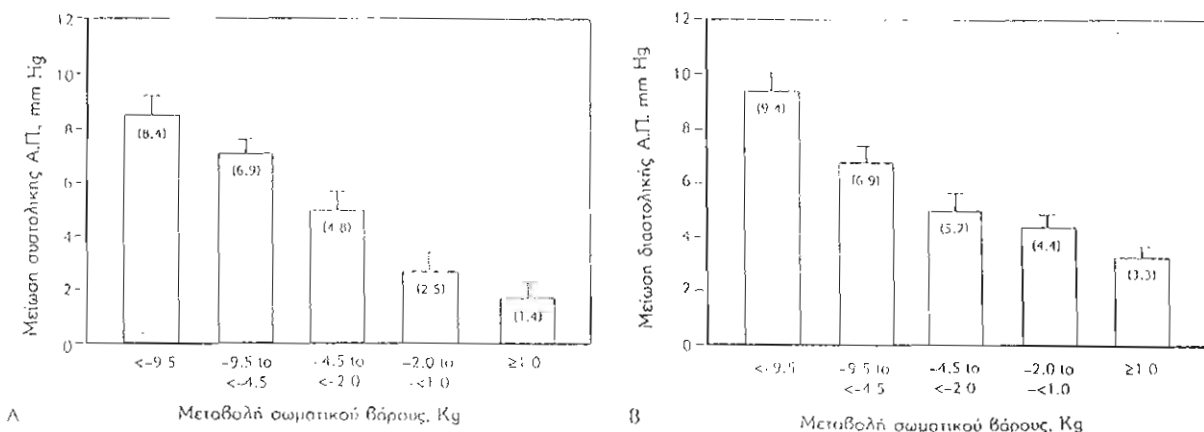 12
10
8
6
4
2
0
Μείωση συστολικης Α.Π., mm Hg
(8.4)
(6.9)
(4.8)
(2.5)
(1.4)
<-9.5
-9.5 to
<-4.5
-4.5 to
<-2.0
-2.0 to
-<1.0
≥1.0
Μεταβολή σωματικού βάρους, Kg
A
12
10
8
6
4
2
0
Μείωση διαστολικής Α.Π. mm Hg
(9.4)
(6.9)
(5.2)
(4.4)
(3.3)
<-9.5
-9.5 to
<-4.5
-4.5 to
<-2.0
-2.0 to
-<1.0
≥1.0
Μεταβολή σωματικού βάρους, Kg
B